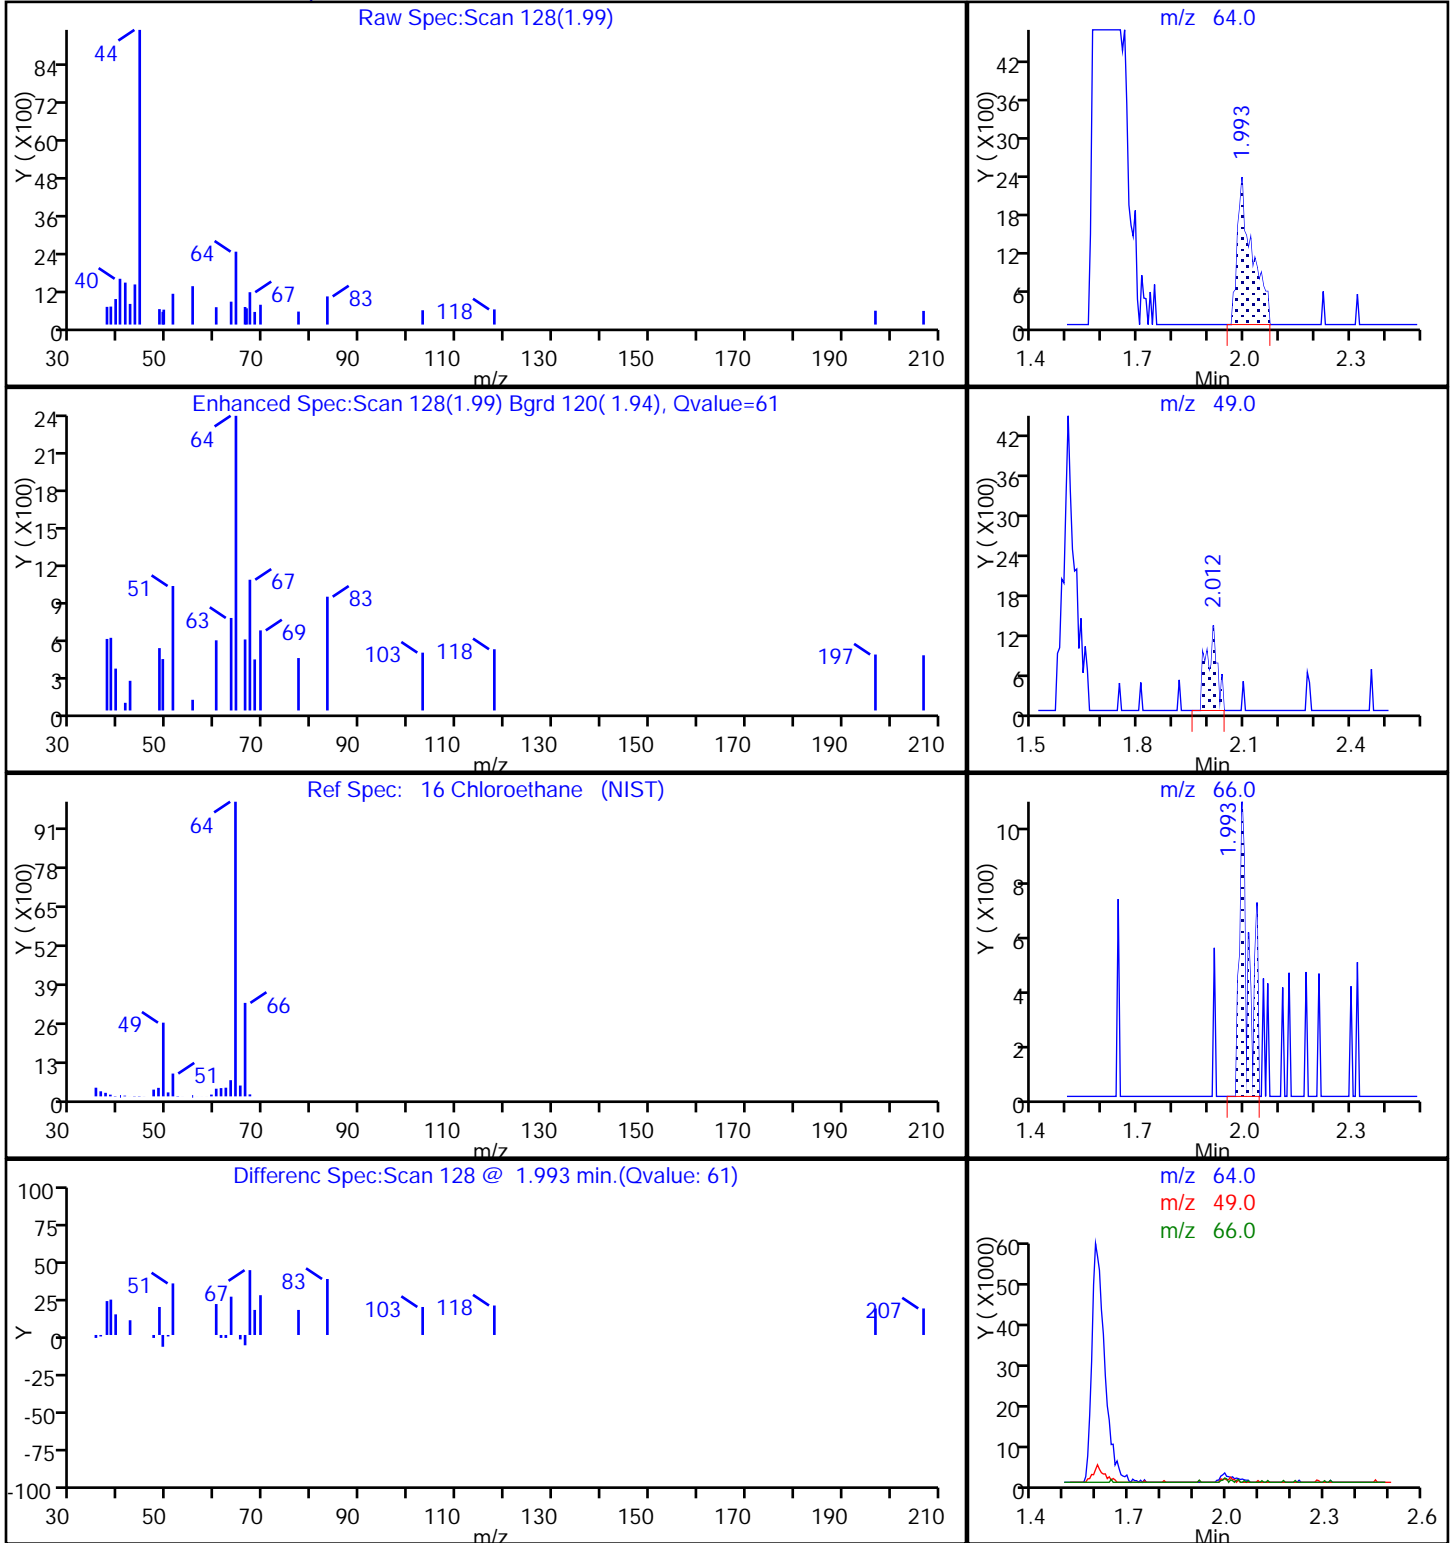 Raw Spec:Scan 128(1.99)
Y ( X100)
84
72
60
48
36
24
12
0
44
40
64
67
83
118
30 50 70 90 110 130 150 170 190 210
m/z
m/z 64.0
Y ( X100)
42
36
30
24
18
12
6
0
1.993
1.4 1.7 2.0 2.3
Min
Enhanced Spec:Scan 128(1.99) Bgrd 120( 1.94), Qvalue=61
Y ( X100)
24
21
18
15
12
9
6
3
0
64
51
67
63
83
69
103
118
197
30 50 70 90 110 130 150 170 190 210
m/z
m/z 49.0
Y ( X100)
42
36
30
24
18
12
6
0
2.012
1.5 1.8 2.1 2.4
Min
Ref Spec: 16 Chloroethane (NIST)
Y ( X100)
91
78
65
52
39
26
13
0
64
49
66
51
30 50 70 90 110 130 150 170 190 210
m/z
m/z 66.0
Y ( X100)
10
8
6
4
2
0
1.993
1.4 1.7 2.0 2.3
Min
Differenc Spec:Scan 128 @ 1.993 min.(Qvalue: 61)
Y
100
75
50
25
0
-25
-50
-75
-100
51
67
83
103
118
207
30 50 70 90 110 130 150 170 190 210
m/z
m/z 64.0
m/z 49.0
m/z 66.0
Y ( X1000)
60
50
40
30
20
10
0
1.4 1.7 2.0 2.3 2.6
Min